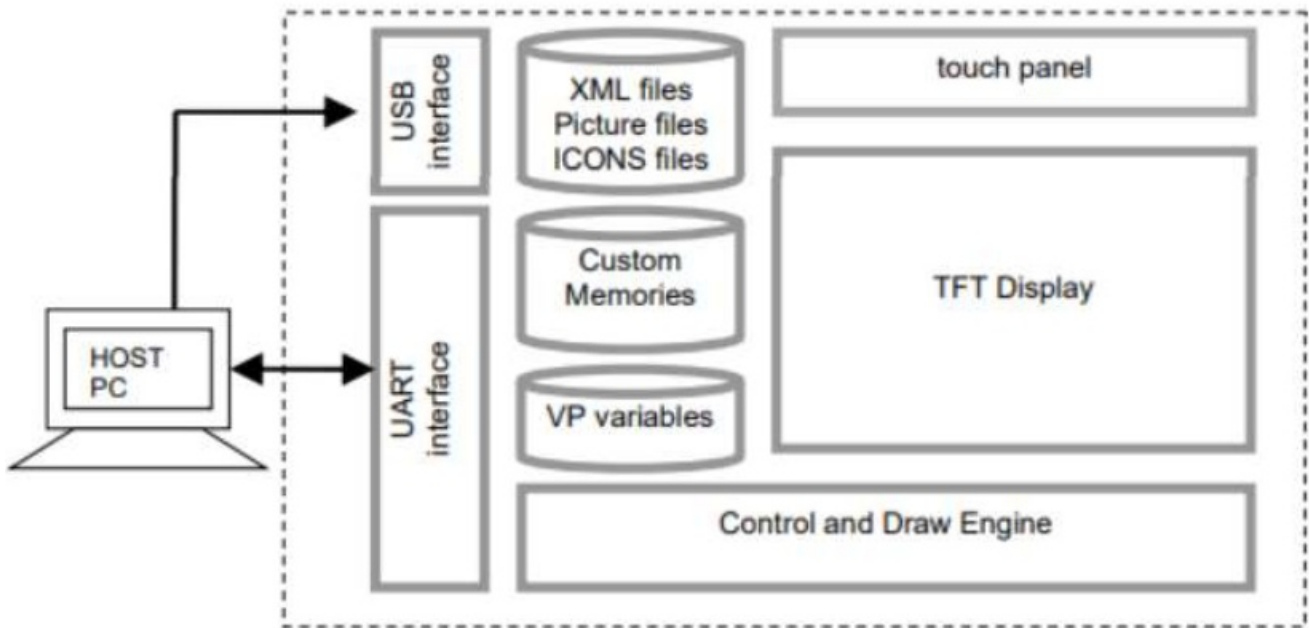 USB
interface
XML files
Picture files
ICONS files
touch panel
Custom
Memories
TFT Display
HOST
PC
UART
interface
VP variables
Control and Draw Engine